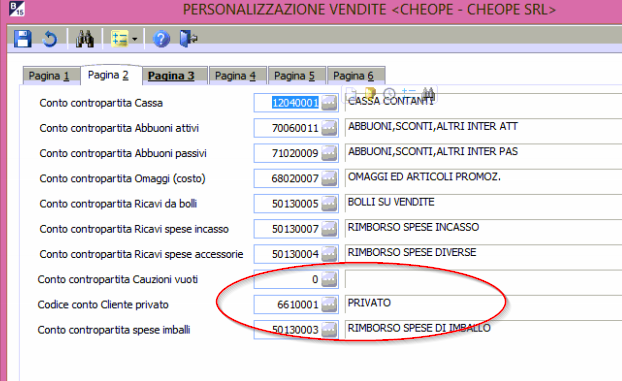 PERSONALIZZAZIONE VENDITE <CHEOPE - CHEOPE SRL>
Pagina 1 Pagina 2 Pagina 3 Pagina 4 Pagina 5 Pagina 6
Conto contropartita Cassa 12040001 CASSA CONTANTI
Conto contropartita Abbuoni attivi 70060011 ABBUONI,SCONTI,ALTRI INTER ATT
Conto contropartita Abbuoni passivi 71020009 ABBUONI,SCONTI,ALTRI INTER PAS
Conto contropartita Omaggi (costo) 68020007 OMAGGI ED ARTICOLI PROMOZ.
Conto contropartita Ricavi da bolli 50130005 BOLLI SU VENDITE
Conto contropartita Ricavi spese incasso 50130007 RIMBORSO SPESE INCASSO
Conto contropartita Ricavi spese accessorie 50130004 RIMBORSO SPESE DIVERSE
Conto contropartita Cauzioni vuoti 0
Codice conto Cliente privato 6610001 PRIVATO
Conto contropartita spese imballi 50130003 RIMBORSO SPESE DI IMBALLO